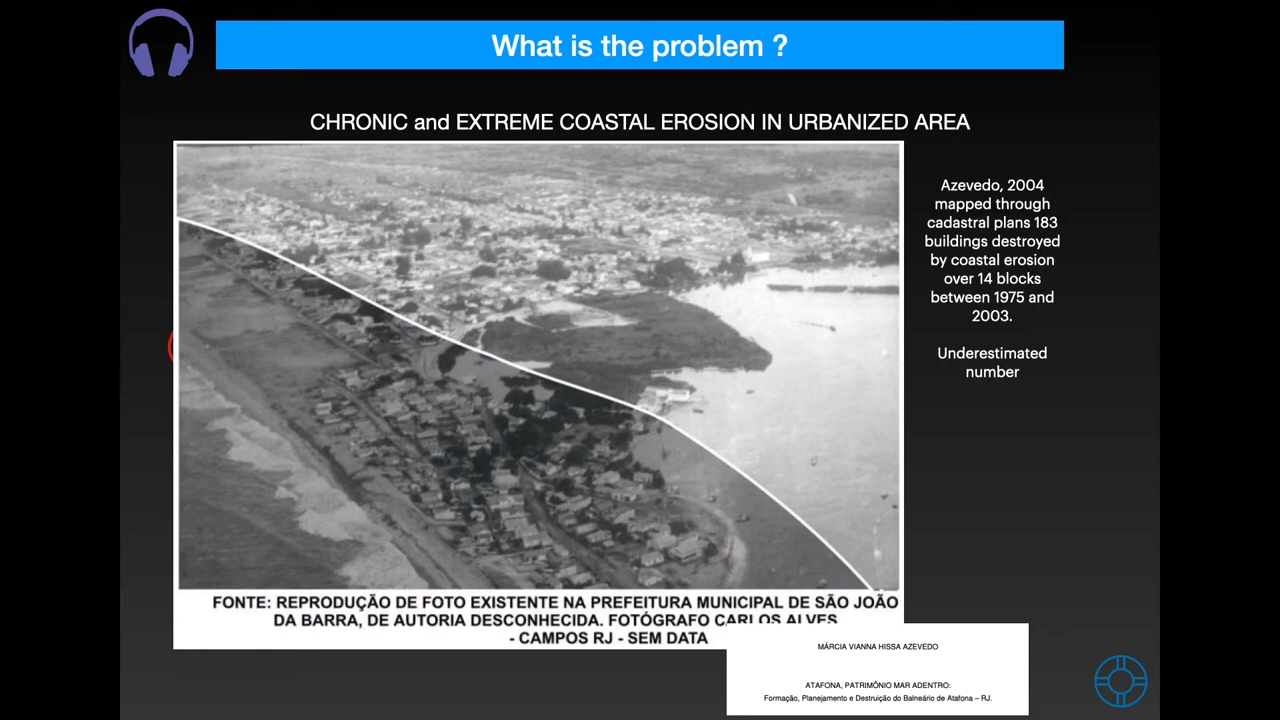 What is the problem ?
CHRONIC and EXTREME COASTAL EROSION IN URBANIZED AREA
Azevedo, 2004
mapped through
cadastral plans 183
buildings destroyed
by coastal erosion
over 14 blocks
between 1975 and
2003.
Underestimated
number
FONTE: REPRODUÇÃO DE FOTO EXISTENTE NA PREFEITURA MUNICIPAL DE SÃO JOÃO
DA BARRA, DE AUTORIA DESCONHECIDA. FOTÓGRAFO CARLOS ALVES
- CAMPOS RJ - SEM DATA
MÁRCIA VIANNA HISSA AZEVEDO
ATAFONA, PATRIMÔNIO MAR ADENTRO:
Formação, Planejamento e Destruição do Balneário de Atafona – RJ.